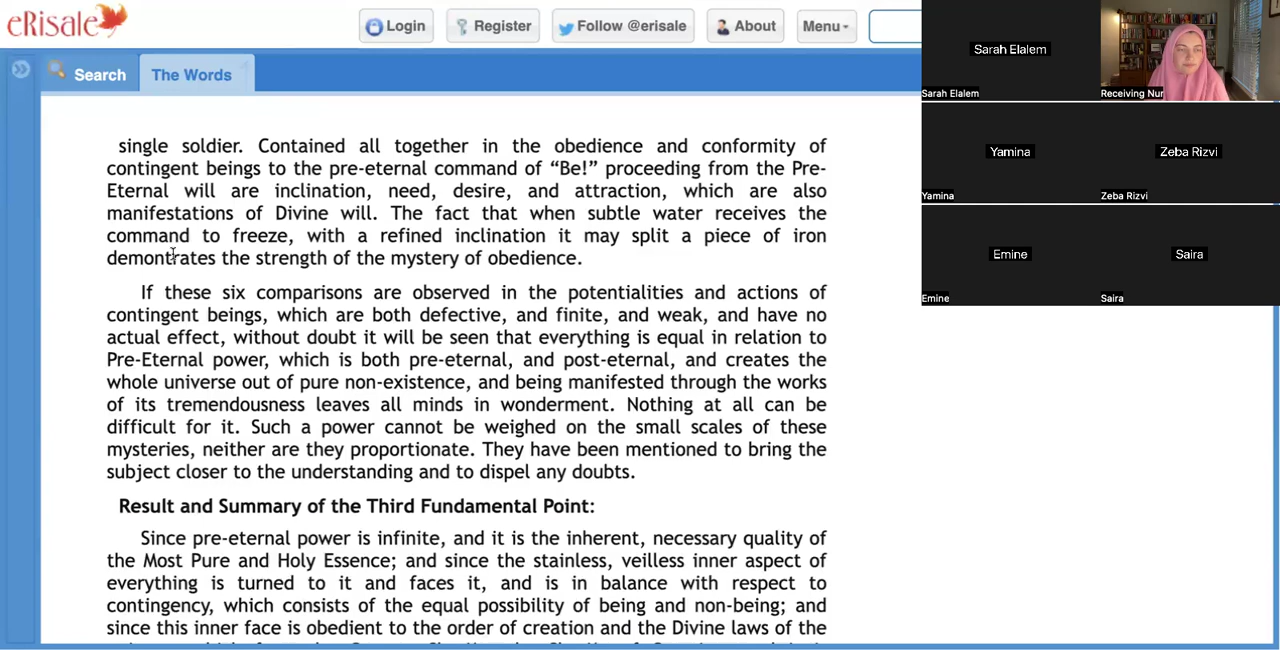 eRisale
Login
Register
Follow @erisale
About
Menu
Search
The Words
single soldier. Contained all together in the obedience and conformity of
contingent beings to the pre-eternal command of “Be!” proceeding from the Pre-
Eternal will are inclination, need, desire, and attraction, which are also
manifestations of Divine will. The fact that when subtle water receives the
command to freeze, with a refined inclination it may split a piece of iron
demontrates the strength of the mystery of obedience.
If these six comparisons are observed in the potentialities and actions of
contingent beings, which are both defective, and finite, and weak, and have no
actual effect, without doubt it will be seen that everything is equal in relation to
Pre-Eternal power, which is both pre-eternal, and post-eternal, and creates the
whole universe out of pure non-existence, and being manifested through the works
of its tremendousness leaves all minds in wonderment. Nothing at all can be
difficult for it. Such a power cannot be weighed on the small scales of these
mysteries, neither are they proportionate. They have been mentioned to bring the
subject closer to the understanding and to dispel any doubts.
Result and Summary of the Third Fundamental Point:
Since pre-eternal power is infinite, and it is the inherent, necessary quality of
the Most Pure and Holy Essence; and since the stainless, veilless inner aspect of
everything is turned to it and faces it, and is in balance with respect to
contingency, which consists of the equal possibility of being and non-being; and
since this inner face is obedient to the order of creation and the Divine laws of the
Sarah Elalem
Sarah Elalem
Receiving Nur
Yamina
Yamina
Zeba Rizvi
Zeba Rizvi
Emine
Emine
Saira
Saira